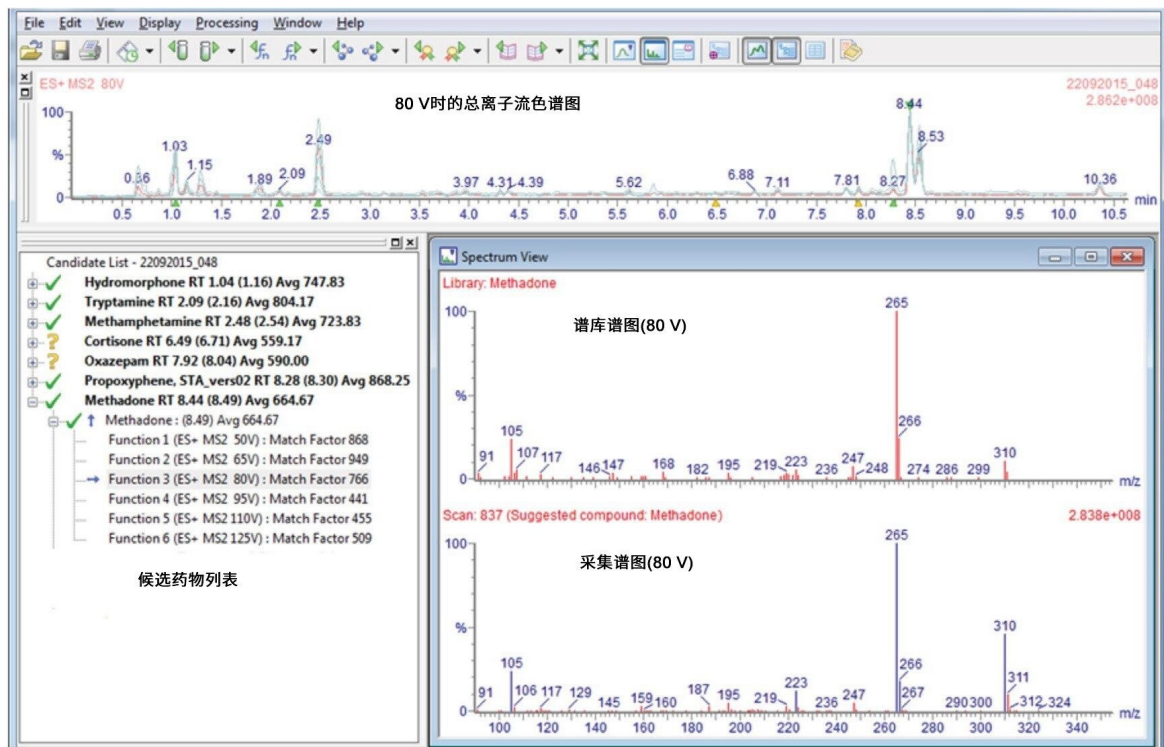 File Edit View Display Processing Window Help
ES+ MS2 80V
22092015_048
2.862e+008
80 V时的总离子流色谱图
100
%
0
0.66 1.03 1.15 1.89 2.09 2.49 3.97 4.31 4.39 5.62 6.88 7.11 7.81 8.27 8.44 8.53 10.36
0.5 1.0 1.5 2.0 2.5 3.0 3.5 4.0 4.5 5.0 5.5 6.0 6.5 7.0 7.5 8.0 8.5 9.0 9.5 10.0 10.5 min
Candidate List - 22092015_048
Hydromorphone RT 1.04 (1.16) Avg 747.83
Tryptamine RT 2.09 (2.16) Avg 804.17
Methamphetamine RT 2.48 (2.54) Avg 723.83
Cortisone RT 6.49 (6.71) Avg 559.17
Oxazepam RT 7.92 (8.04) Avg 590.00
Propoxyphene, STA_vers02 RT 8.28 (8.30) Avg 868.25
Methadone RT 8.44 (8.49) Avg 664.67
Methadone : (8.49) Avg 664.67
Function 1 (ES+ MS2 50V) : Match Factor 868
Function 2 (ES+ MS2 65V) : Match Factor 949
Function 3 (ES+ MS2 80V) : Match Factor 766
Function 4 (ES+ MS2 95V) : Match Factor 441
Function 5 (ES+ MS2 110V) : Match Factor 455
Function 6 (ES+ MS2 125V) : Match Factor 509
候选药物列表
Spectrum View
Library: Methadone
谱库谱图(80 V)
100
%
0
91 105 107 117 146 147 168 182 195 219 223 236 247 248 265 266 274 286 299 310
m/z
Scan: 837 (Suggested compound: Methadone)
2.838e+008
采集谱图(80 V)
100
%
0
91 105 106 117 129 145 159 160 187 195 219 223 236 247 265 266 267 290 300 310 311 312 324
100 120 140 160 180 200 220 240 260 280 300 320 340 m/z